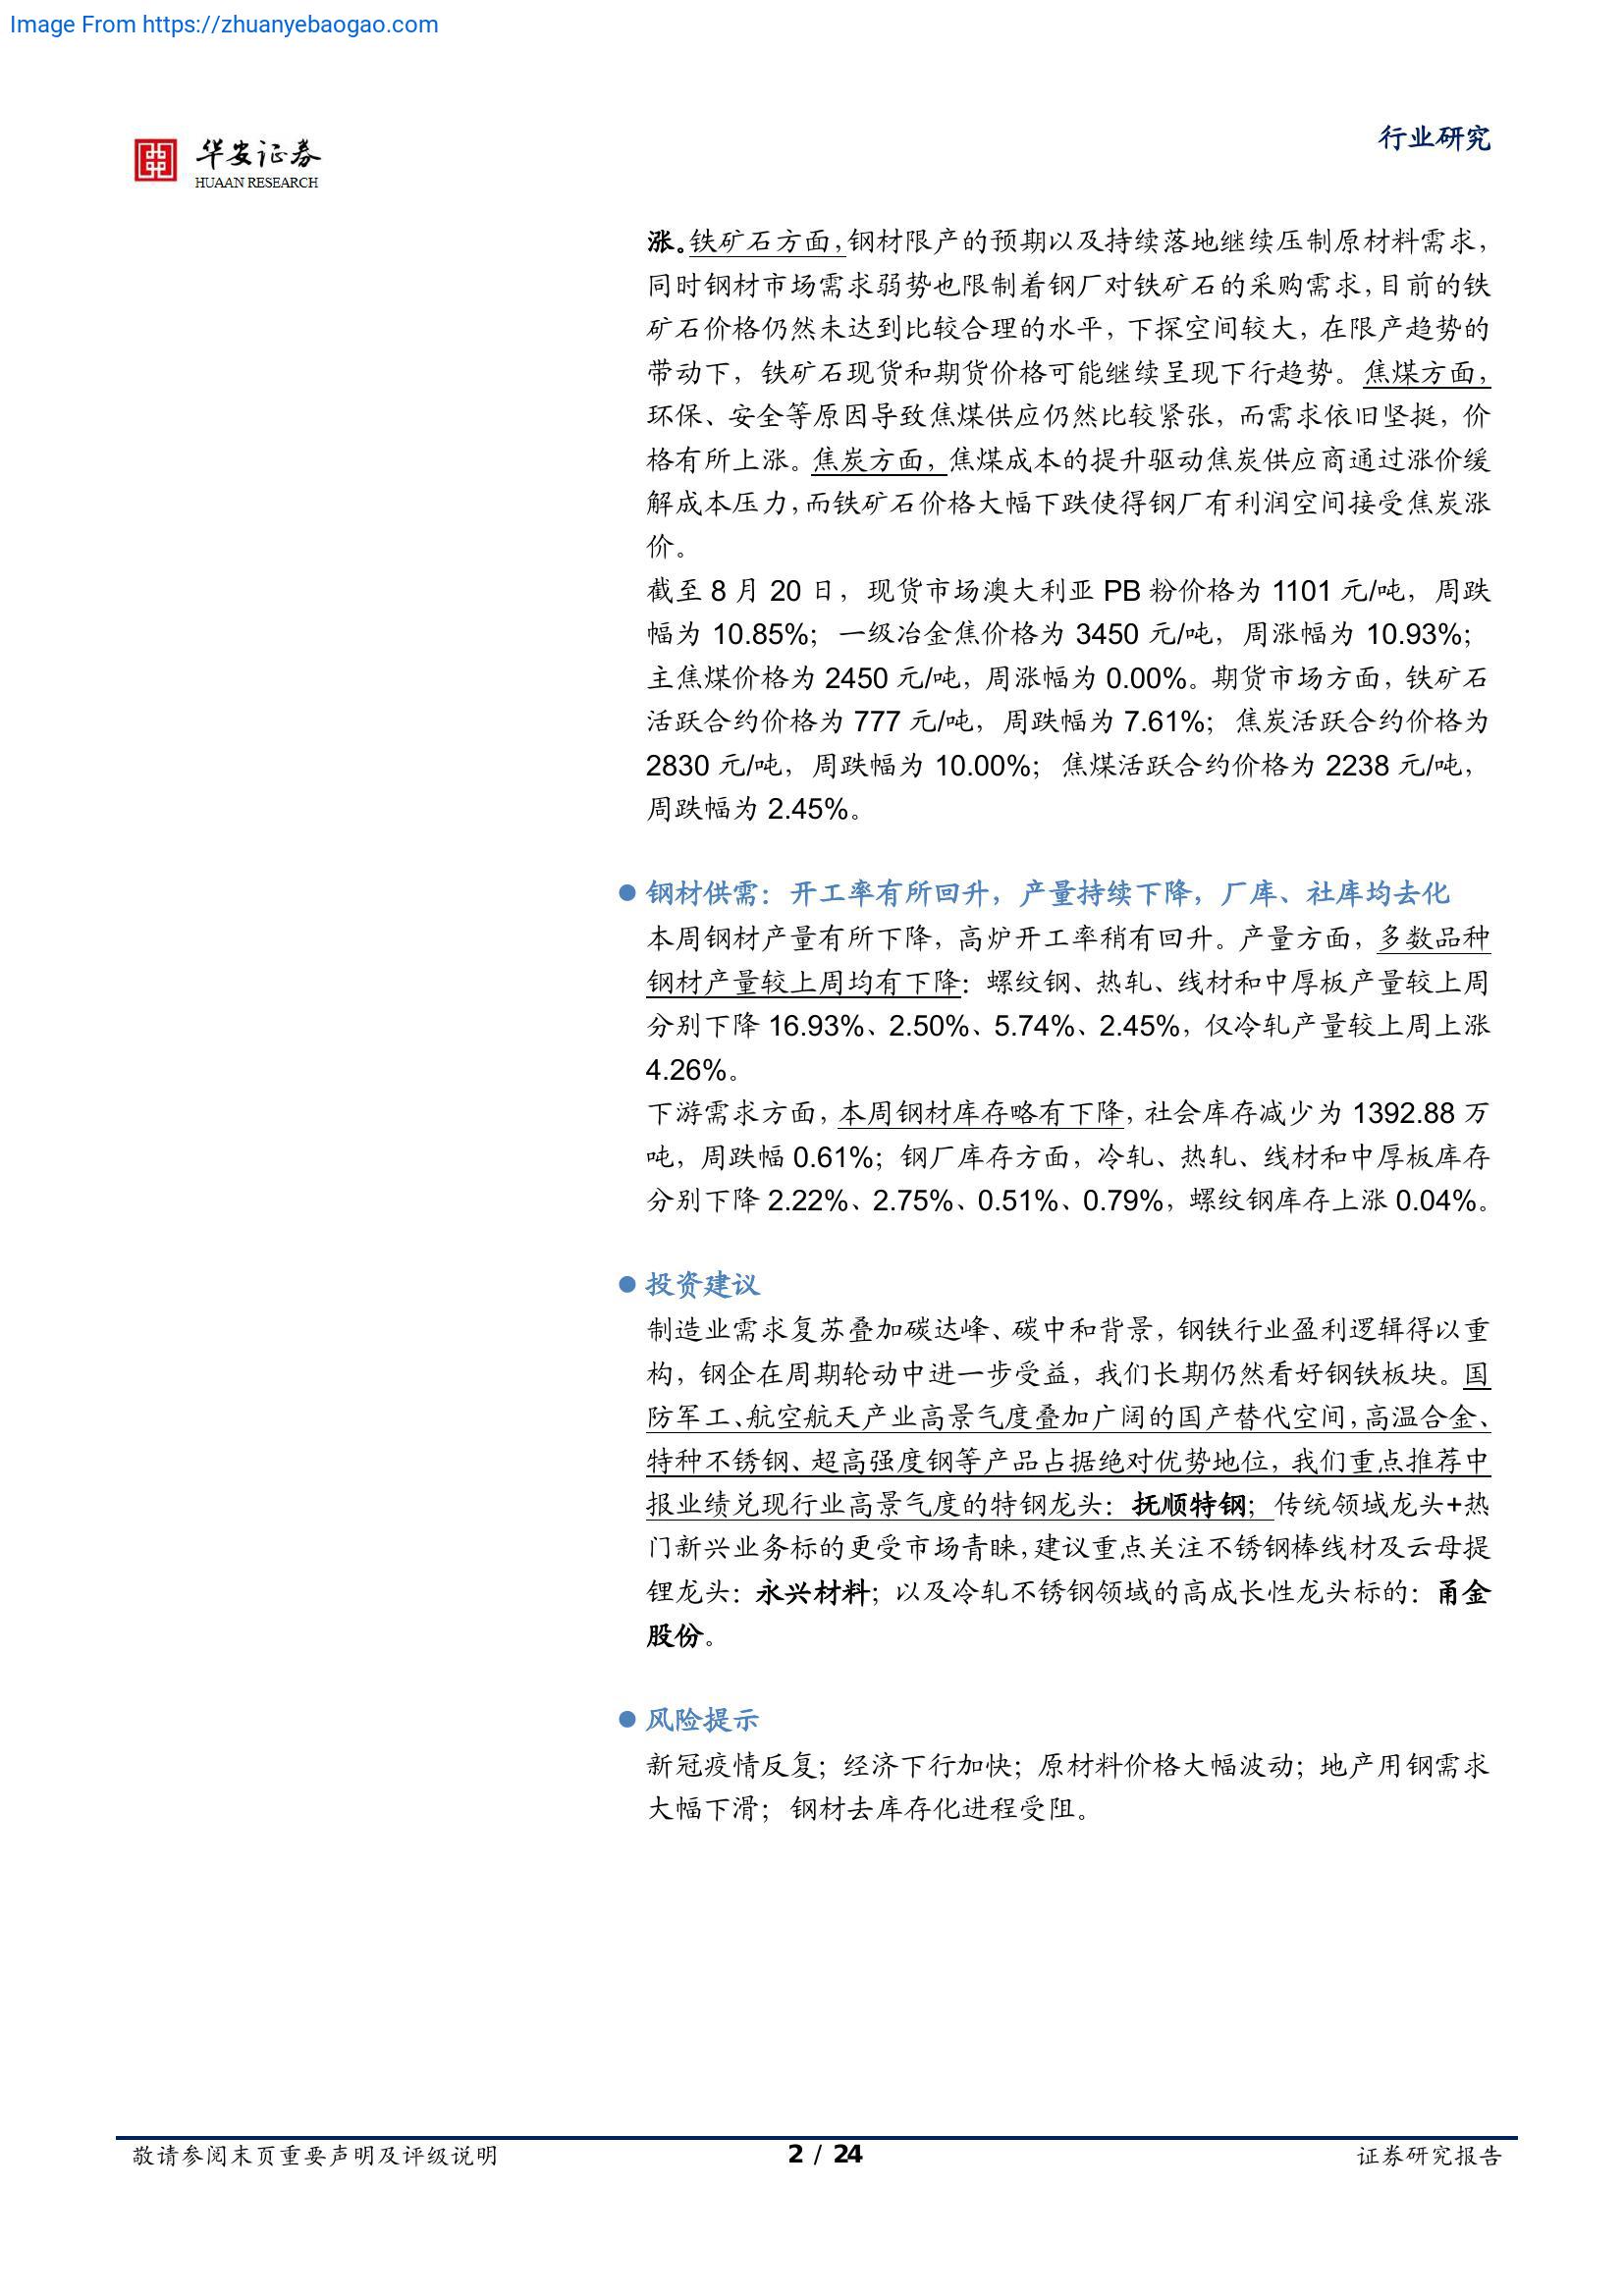 Image From https://zhuanyebaogao.com
华安证券
HUAAN RESEARCH
行业研究
涨。铁矿石方面,钢材限产的预期以及持续落地继续压制原材料需求，
同时钢材市场需求弱势也限制着钢厂对铁矿石的采购需求，目前的铁
矿石价格仍然未达到比较合理的水平，下探空间较大，在限产趋势的
带动下，铁矿石现货和期货价格可能继续呈现下行趋势。焦煤方面，
环保、安全等原因导致焦煤供应仍然比较紧张，而需求依旧坚挺，价
格有所上涨。焦炭方面，焦煤成本的提升驱动焦炭供应商通过涨价缓
解成本压力，而铁矿石价格大幅下跌使得钢厂有利润空间接受焦炭涨
价。
截至 8 月 20 日，现货市场澳大利亚 PB 粉价格为 1101 元/吨，周跌
幅为 10.85%；一级冶金焦价格为 3450 元/吨，周涨幅为 10.93%；
主焦煤价格为 2450 元/吨，周涨幅为 0.00%。期货市场方面，铁矿石
活跃合约价格为 777 元/吨，周跌幅为 7.61%；焦炭活跃合约价格为
2830 元/吨，周跌幅为 10.00%；焦煤活跃合约价格为 2238 元/吨，
周跌幅为 2.45%。
● 钢材供需：开工率有所回升，产量持续下降，厂库、社库均去化
本周钢材产量有所下降，高炉开工率稍有回升。产量方面，多数品种
钢材产量较上周均有下降：螺纹钢、热轧、线材和中厚板产量较上周
分别下降 16.93%、2.50%、5.74%、2.45%，仅冷轧产量较上周上涨
4.26%。
下游需求方面，本周钢材库存略有下降，社会库存减少为 1392.88 万
吨，周跌幅 0.61%；钢厂库存方面，冷轧、热轧、线材和中厚板库存
分别下降 2.22%、2.75%、0.51%、0.79%，螺纹钢库存上涨 0.04%。
● 投资建议
制造业需求复苏叠加碳达峰、碳中和背景，钢铁行业盈利逻辑得以重
构，钢企在周期轮动中进一步受益，我们长期仍然看好钢铁板块。国
防军工、航空航天产业高景气度叠加广阔的国产替代空间，高温合金、
特种不锈钢、超高强度钢等产品占据绝对优势地位，我们重点推荐中
报业绩兑现行业高景气度的特钢龙头：抚顺特钢；传统领域龙头+热
门新兴业务标的更受市场青睐，建议重点关注不锈钢棒线材及云母提
锂龙头：永兴材料；以及冷轧不锈钢领域的高成长性龙头标的：甬金
股份。
● 风险提示
新冠疫情反复；经济下行加快；原材料价格大幅波动；地产用钢需求
大幅下滑；钢材去库存化进程受阻。
敬请参阅末页重要声明及评级说明
2 / 24
证券研究报告